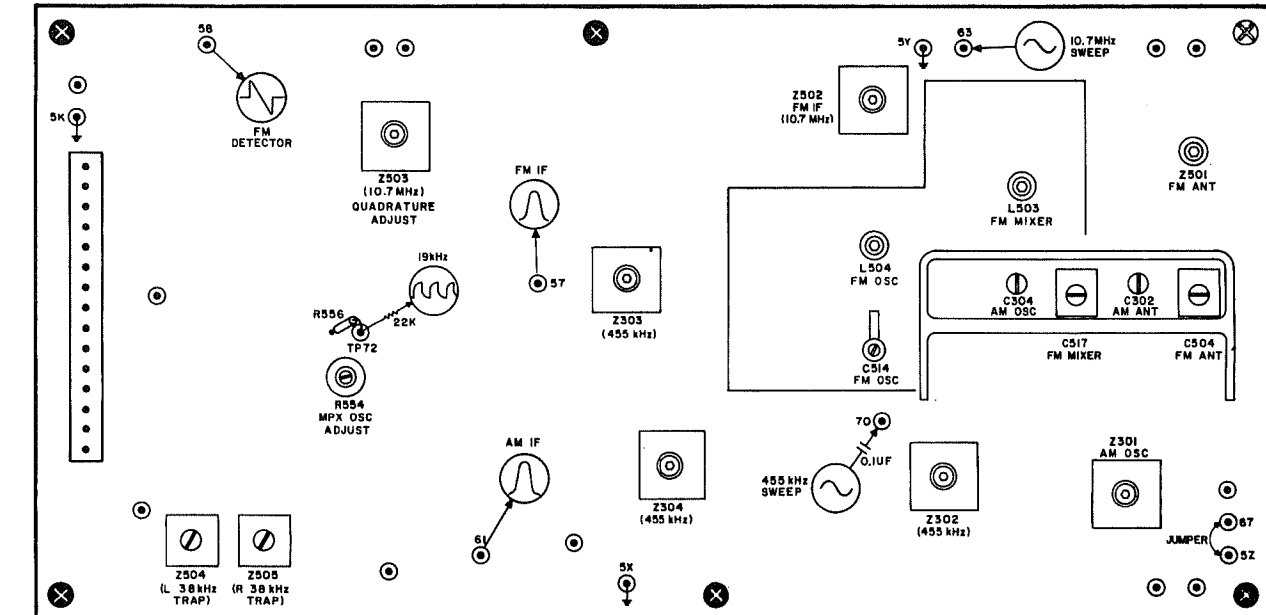 58
FM
DETECTOR
5K
Z503
(10.7 MHz)
QUADRATURE
ADJUST
FM IF
57
19kHz
R556
22K
TP72
R554
MPX OSC
ADJUST
Z303
(455 kHz)
5Y
63
10.7MHz
SWEEP
Z502
FM IF
(10.7 MHz)
Z501
FM ANT
L503
FM MIXER
L504
FM OSC
C304
AM OSC
C302
AM ANT
C517
FM MIXER
C504
FM ANT
C514
FM OSC
AM IF
61
Z304
(455 kHz)
70
0.1UF
455 kHz
SWEEP
Z302
(455 kHz)
Z301
AM OSC
67
JUMPER
5Z
Z504
(L 38kHz
TRAP)
Z505
(R 38kHz
TRAP)
5X